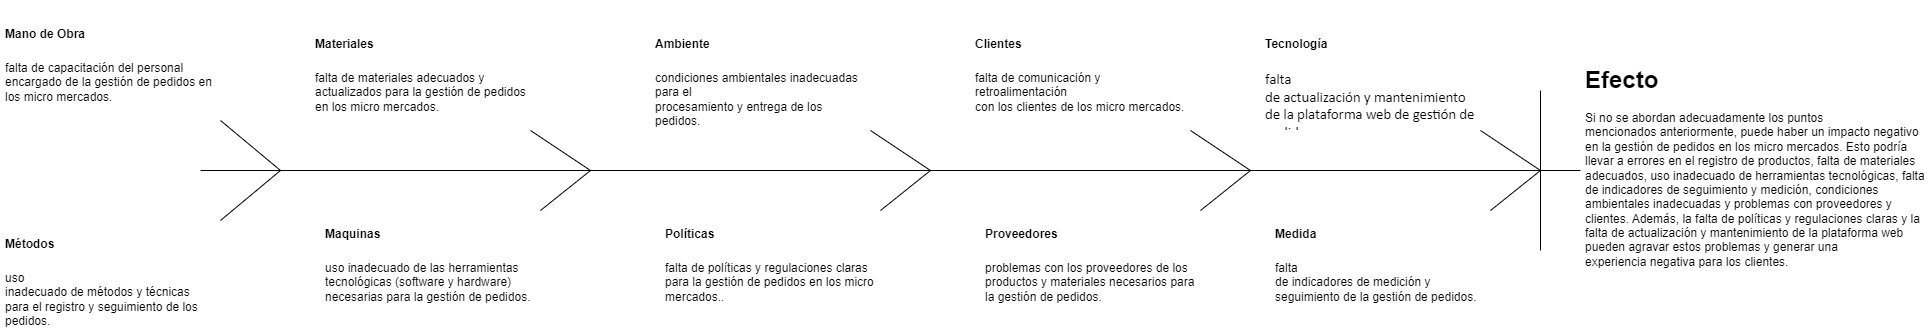 Mano de Obra
falta de capacitación del personal
encargado de la gestión de pedidos en
los micro mercados.
Materiales
falta de materiales adecuados y
actualizados para la gestión de pedidos
en los micro mercados.
Ambiente
condiciones ambientales inadecuadas
para el
procesamiento y entrega de los
pedidos.
Clientes
falta de comunicación y
retroalimentación
con los clientes de los micro mercados.
Tecnología
falta
de actualización y mantenimiento
de la plataforma web de gestión de
Efecto
Si no se abordan adecuadamente los puntos
mencionados anteriormente, puede haber un impacto negativo
en la gestión de pedidos en los micro mercados. Esto podría
llevar a errores en el registro de productos, falta de materiales
adecuados, uso inadecuado de herramientas tecnológicas, falta
de indicadores de seguimiento y medición, condiciones
ambientales inadecuadas y problemas con proveedores y
clientes. Además, la falta de políticas y regulaciones claras y la
falta de actualización y mantenimiento de la plataforma web
pueden agravar estos problemas y generar una
experiencia negativa para los clientes.
Métodos
uso
inadecuado de métodos y técnicas
para el registro y seguimiento de los
pedidos.
Maquinas
uso inadecuado de las herramientas
tecnológicas (software y hardware)
necesarias para la gestión de pedidos.
Políticas
falta de políticas y regulaciones claras
para la gestión de pedidos en los micro
mercados..
Proveedores
problemas con los proveedores de los
productos y materiales necesarios para
la gestión de pedidos.
Medida
falta
de indicadores de medición y
seguimiento de la gestión de pedidos.